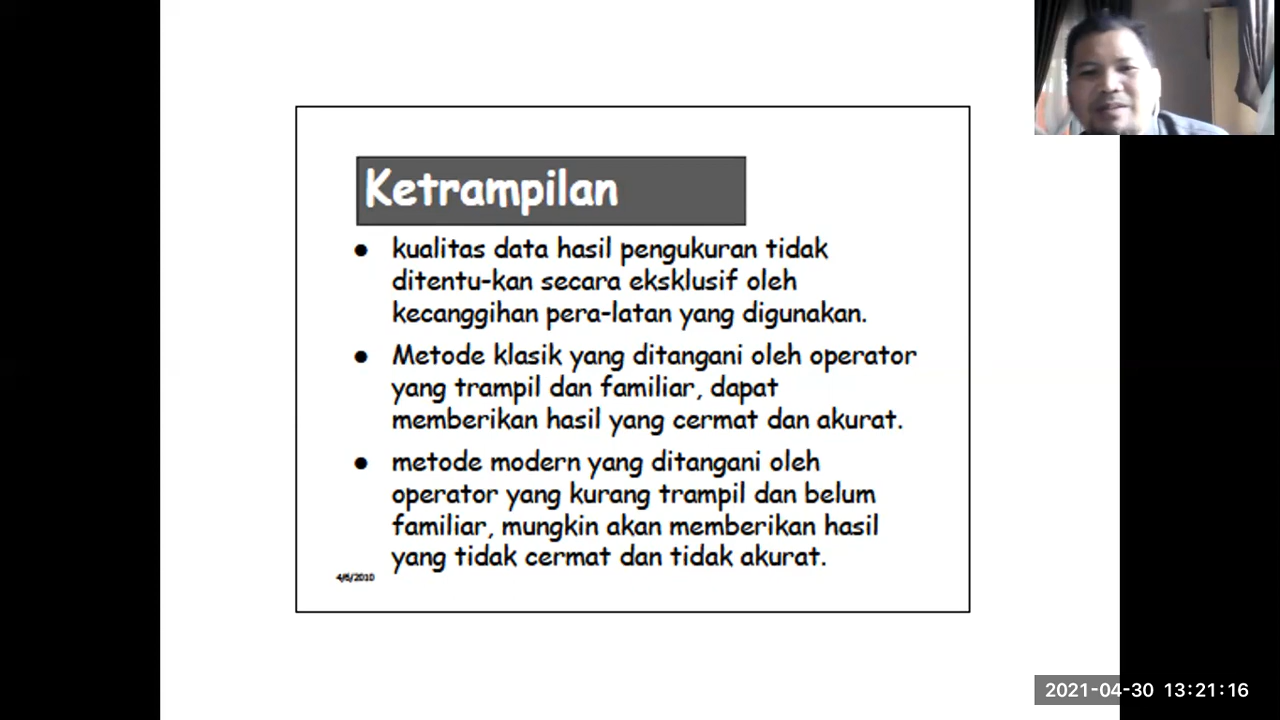 Ketrampilan
● kualitas data hasil pengukuran tidak
ditentu-kan secara eksklusif oleh
kecanggihan pera-latan yang digunakan.
● Metode klasik yang ditangani oleh operator
yang trampil dan familiar, dapat
memberikan hasil yang cermat dan akurat.
● metode modern yang ditangani oleh
operator yang kurang trampil dan belum
familiar, mungkin akan memberikan hasil
yang tidak cermat dan tidak akurat.
4/6/2010
2021-04-30 13:21:16